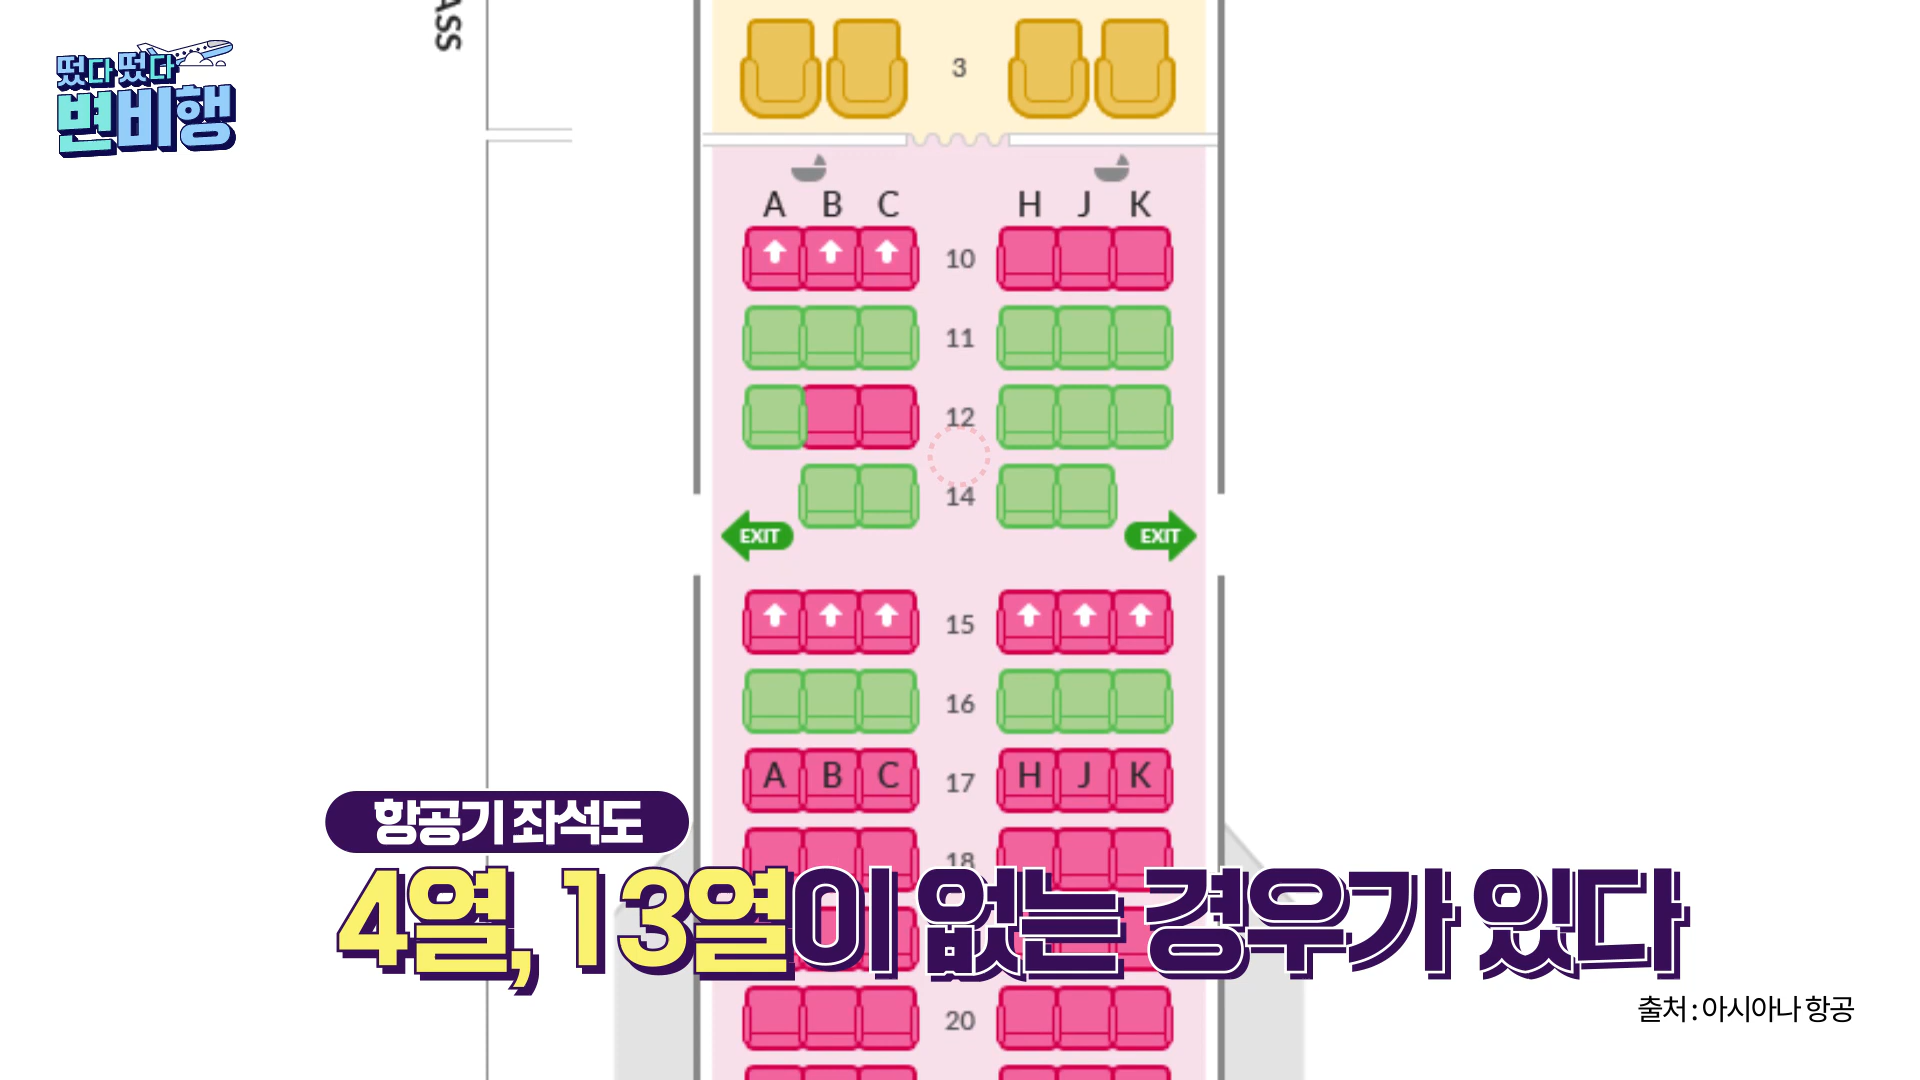 ASS
떴다 떴다
변비행
3
A B C H J K
10
11
12
14
EXIT EXIT
15
16
A B C 17 H J K
18
항공기 좌석도
4열, 13열이 없는 경우가 있다
20
출처 : 아시아나 항공